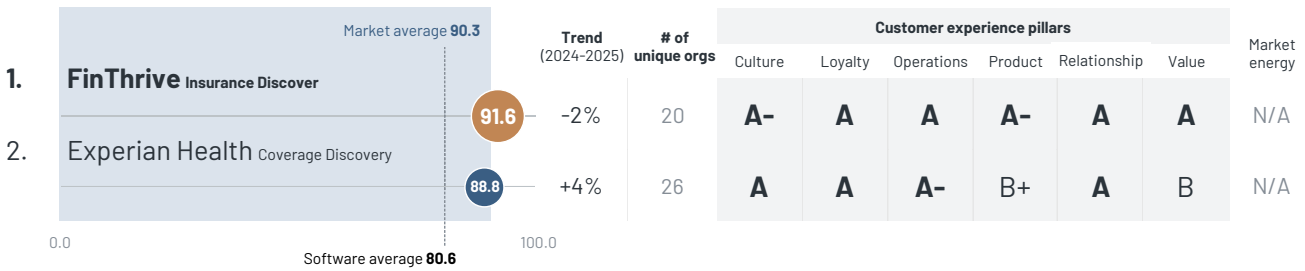 Market average 90.3
Trend
(2024-2025)
# of
unique orgs
Customer experience pillars
Culture Loyalty Operations Product Relationship Value
Market
energy
1. FinThrive Insurance Discover
91.6 -2% 20 A- A A A- A A N/A
2. Experian Health Coverage Discovery
88.8 +4% 26 A A A- B+ A B N/A
0.0 100.0
Software average 80.6